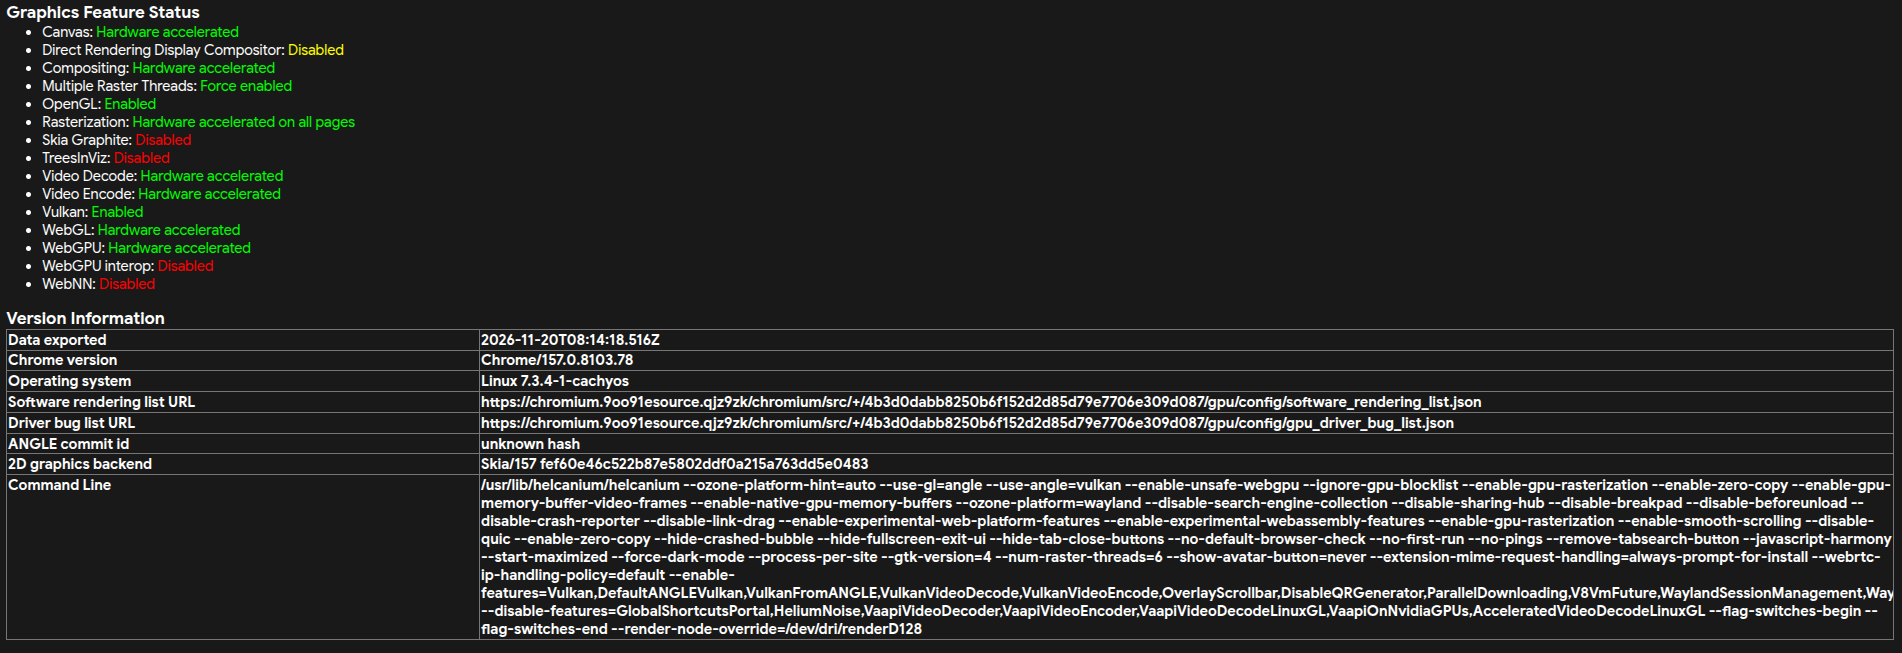 Graphics Feature Status
Canvas: Hardware accelerated
Direct Rendering Display Compositor: Disabled
Compositing: Hardware accelerated
Multiple Raster Threads: Force enabled
OpenGL: Enabled
Rasterization: Hardware accelerated on all pages
Skia Graphite: Disabled
TreesInViz: Disabled
Video Decode: Hardware accelerated
Video Encode: Hardware accelerated
Vulkan: Enabled
WebGL: Hardware accelerated
WebGPU: Hardware accelerated
WebGPU interop: Disabled
WebNN: Disabled
Version Information
Data exported 2026-11-20T08:14:18.516Z
Chrome version Chrome/157.0.8103.78
Operating system Linux 7.3.4-1-cachyos
Software rendering list URL https://chromium.9oo91esource.qjz9zk/chromium/src/+/4b3d0dabb8250b6f152d2d85d79e7706e309d087/gpu/config/software_rendering_list.json
Driver bug list URL https://chromium.9oo91esource.qjz9zk/chromium/src/+/4b3d0dabb8250b6f152d2d85d79e7706e309d087/gpu/config/gpu_driver_bug_list.json
ANGLE commit id unknown hash
2D graphics backend Skia/157 fef60e46c522b87e5802ddf0a215a763dd5e0483
Command Line /usr/lib/helcanium/helcanium --ozone-platform-hint=auto --use-gl=angle --use-angle=vulkan --enable-unsafe-webgpu --ignore-gpu-blocklist --enable-gpu-rasterization --enable-zero-copy --enable-gpu-
memory-buffer-video-frames --enable-native-gpu-memory-buffers --ozone-platform=wayland --disable-search-engine-collection --disable-sharing-hub --disable-breakpad --disable-beforeunload --
disable-crash-reporter --disable-link-drag --enable-experimental-web-platform-features --enable-experimental-webassembly-features --enable-gpu-rasterization --enable-smooth-scrolling --disable-
quic --enable-zero-copy --hide-crashed-bubble --hide-fullscreen-exit-ui --hide-tab-close-buttons --no-default-browser-check --no-first-run --no-pings --remove-tabsearch-button --javascript-harmony
--start-maximized --force-dark-mode --process-per-site --gtk-version=4 --num-raster-threads=6 --show-avatar-button=never --extension-mime-request-handling=always-prompt-for-install --webrtc-
ip-handling-policy=default --enable-
features=Vulkan,DefaultANGLEVulkan,VulkanFromANGLE,VulkanVideoDecode,VulkanVideoEncode,OverlayScrollbar,DisableQRGenerator,ParallelDownloading,V8VmFuture,WaylandSessionManagement,Way
--disable-features=GlobalShortcutsPortal,HeliumNoise,VaapiVideoDecoder,VaapiVideoEncoder,VaapiVideoDecodeLinuxGL,VaapiOnNvidiaGPUs,AcceleratedVideoDecodeLinuxGL --flag-switches-begin --
flag-switches-end --render-node-override=/dev/dri/renderD128